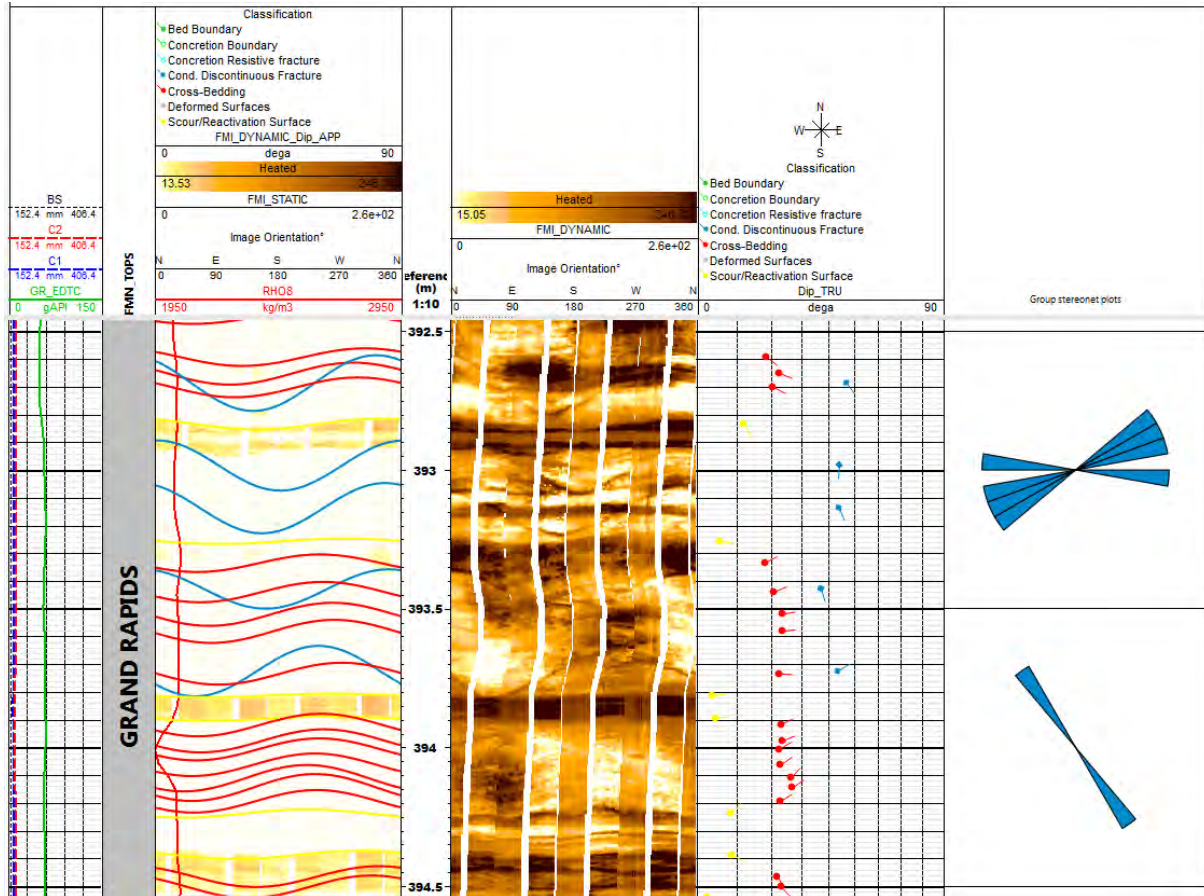 Classification
Bed Boundary
Concretion Boundary
Concretion Resistive fracture
Cond. Discontinuous Fracture
Cross-Bedding
Deformed Surfaces
Scour/Reactivation Surface
FMI_DYNAMIC_Dip_APP
0 dega 90
Heated
13.53
FMI_STATIC
0 2.6e+02
Image Orientation°
N E S W N
0 90 180 270 360
RHO8
1950 kg/m3 2950
BS
152.4 mm 406.4
C2
152.4 mm 406.4
C1
152.4 mm 406.4
GR_EDTC
0 gAPI 150
FMN_TOPS
eferenc
(m)
1:10
Heated
15.05
FMI_DYNAMIC
0 2.6e+02
Image Orientation°
N E S W N
0 90 180 270 360
N
W E
S
Classification
Bed Boundary
Concretion Boundary
Concretion Resistive fracture
Cond. Discontinuous Fracture
Cross-Bedding
Deformed Surfaces
Scour/Reactivation Surface
Dip_TRU
0 dega 90
Group stereonet plots
GRAND RAPIDS
392.5
393
393.5
394
394.5